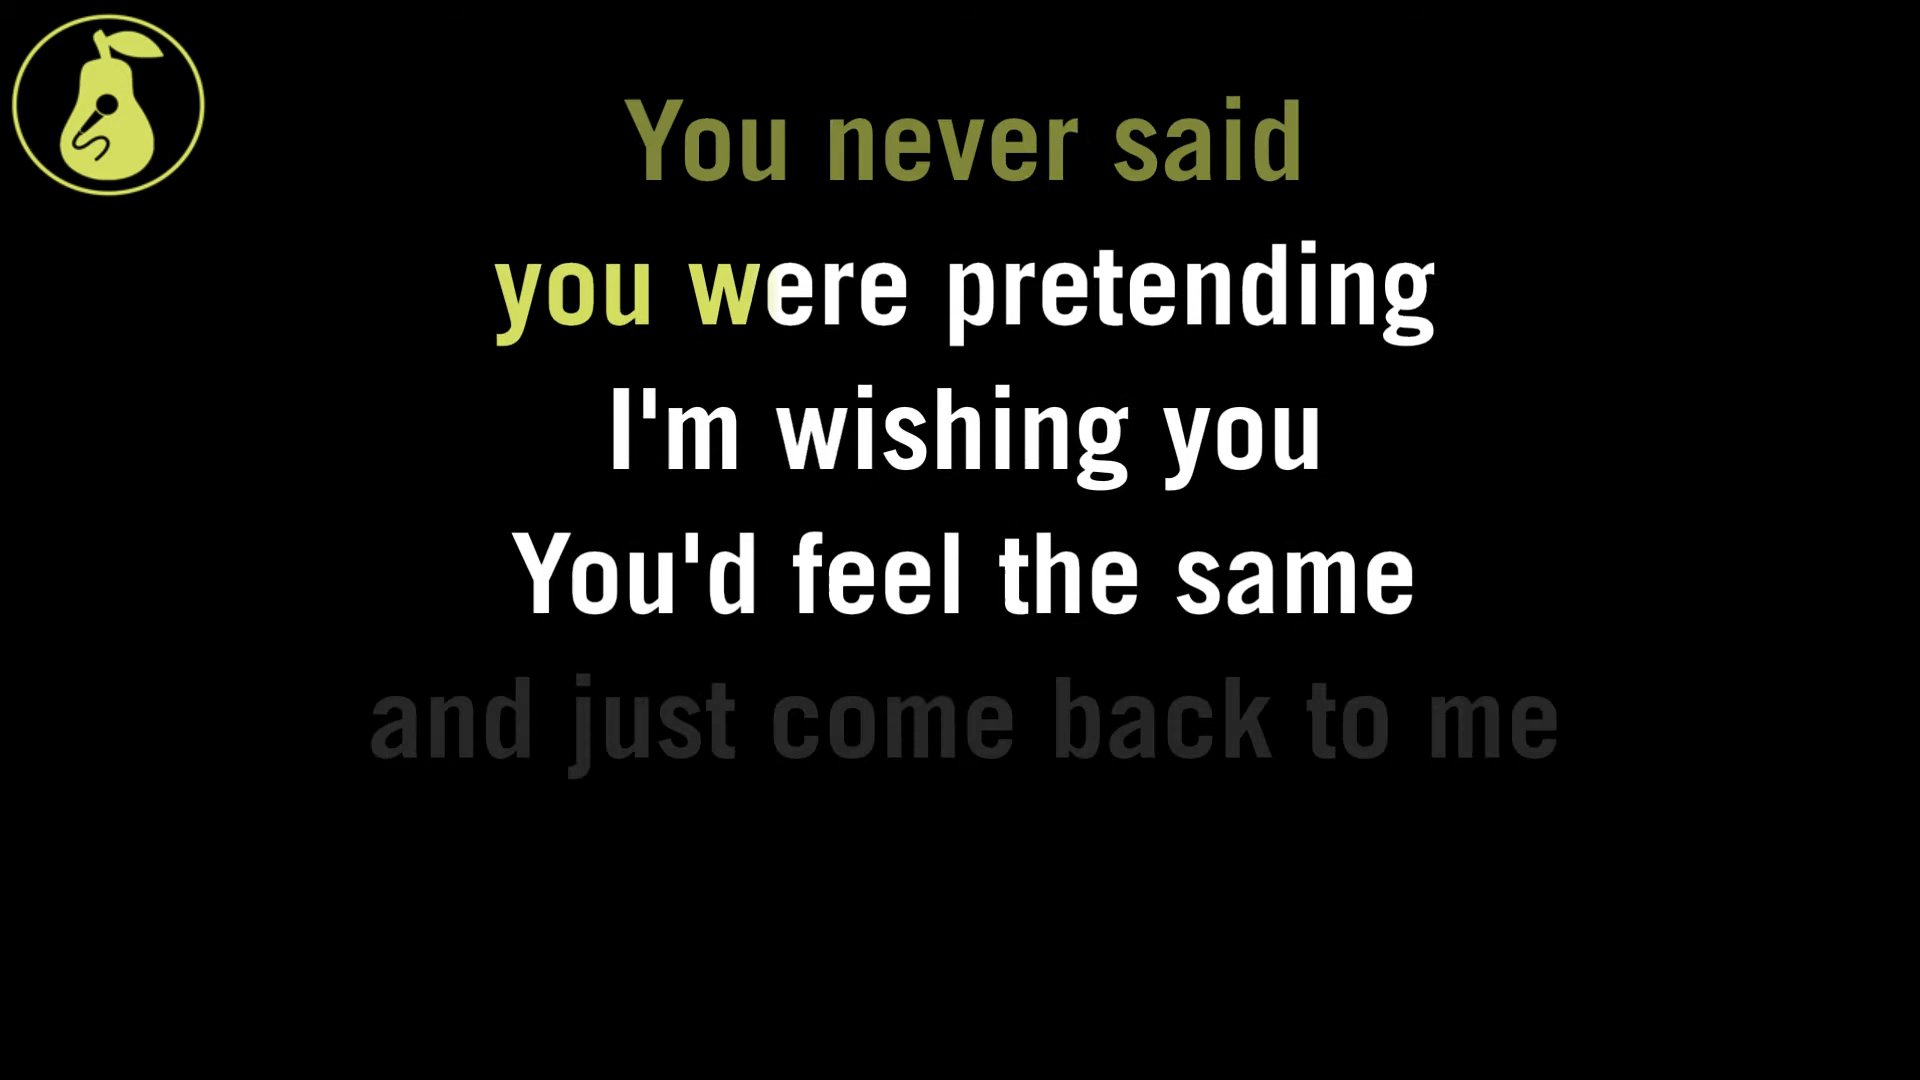 You never said
you were pretending
I'm wishing you
You'd feel the same
and just come back to me